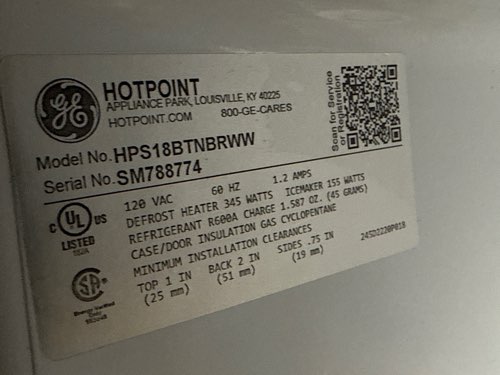 GE
HOTPOINT
APPLIANCE PARK, LOUISVILLE, KY 40225
HOTPOINT.COM 800-GE-CARES
Scan for Service
or Registration
Model No. HPS18BTNBRWW
Serial No. SM788774
C UL US
LISTED
120 VAC 60 HZ 1.2 AMPS
DEFROST HEATER 345 WATTS ICEMAKER 155 WATTS
REFRIGERANT R600A CHARGE 1.587 OZ. (45 GRAMS)
CASE/DOOR INSULATION GAS CYCLOPENTANE
MINIMUM INSTALLATION CLEARANCES
TOP 1 IN BACK 2 IN SIDES .75 IN
(25 mm) (51 mm) (19 mm)
245D2220P018
Energy Verified